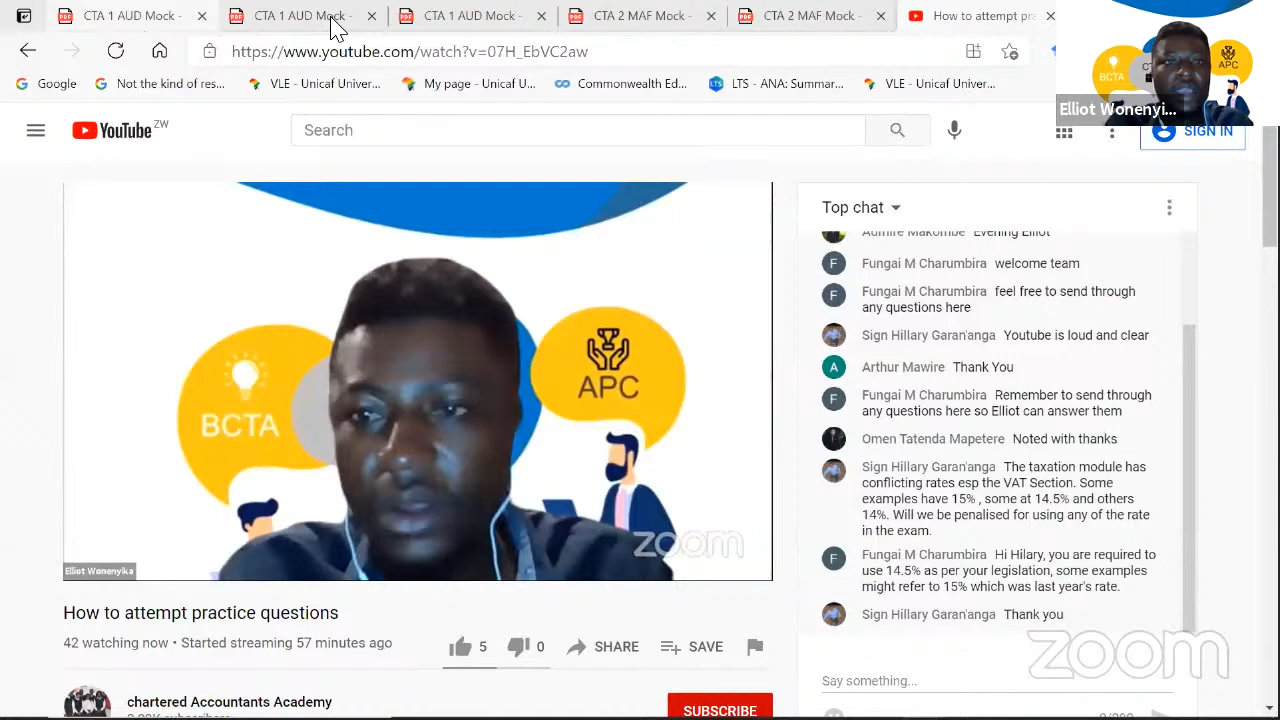 CTA 1 AUD Mock -
CTA 1 AUD Mock -
CTA 1 AUD Mock -
CTA 2 MAF Mock -
CTA 2 MAF Mock -
How to attempt pr
https://www.youtube.com/watch?v=07H_EbVC2aw
Google
Not the kind of res...
VLE - Unicaf Univer...
My page - Unicaf
Commonwealth Ed...
LTS - ANA: Summar...
VLE - Unicaf Univer...
BCTA
APC
Elliot Wonenyi...
YouTube ZW
Search
SIGN IN
BCTA
APC
zoom
Elliot Wonenyika
Top chat
Admire Makombe Evening Elliot
Fungai M Charumbira welcome team
Fungai M Charumbira feel free to send through
any questions here
Sign Hillary Garan'anga Youtube is loud and clear
Arthur Mawire Thank You
Fungai M Charumbira Remember to send through
any questions here so Elliot can answer them
Omen Tatenda Mapetere Noted with thanks
Sign Hillary Garan'anga The taxation module has
conflicting rates esp the VAT Section. Some
examples have 15% , some at 14.5% and others
14%. Will we be penalised for using any of the rate
in the exam.
Fungai M Charumbira Hi Hilary, you are required to
use 14.5% as per your legislation, some examples
might refer to 15% which was last year's rate.
Sign Hillary Garan'anga Thank you
zoom
Say something...
How to attempt practice questions
42 watching now • Started streaming 57 minutes ago
5
0
SHARE
SAVE
chartered Accountants Academy
SUBSCRIBE